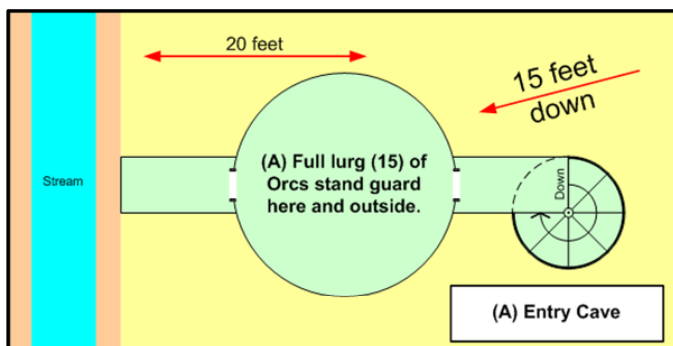 20 feet
15 feet
down
Stream
(A) Full lurg (15) of
Orcs stand guard
here and outside.
Down
(A) Entry Cave